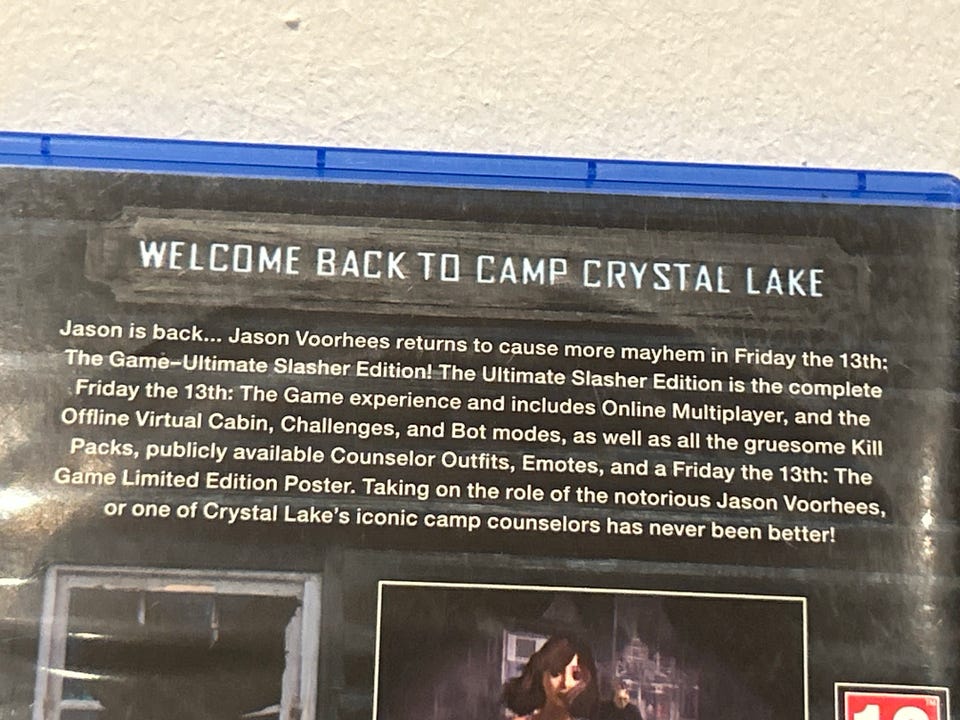 WELCOME BACK TO CAMP CRYSTAL LAKE
Jason is back... Jason Voorhees returns to cause more mayhem in Friday the 13th:
The Game–Ultimate Slasher Edition! The Ultimate Slasher Edition is the complete
Friday the 13th: The Game experience and includes Online Multiplayer, and the
Offline Virtual Cabin, Challenges, and Bot modes, as well as all the gruesome Kill
Packs, publicly available Counselor Outfits, Emotes, and a Friday the 13th: The
Game Limited Edition Poster. Taking on the role of the notorious Jason Voorhees,
or one of Crystal Lake's iconic camp counselors has never been better!